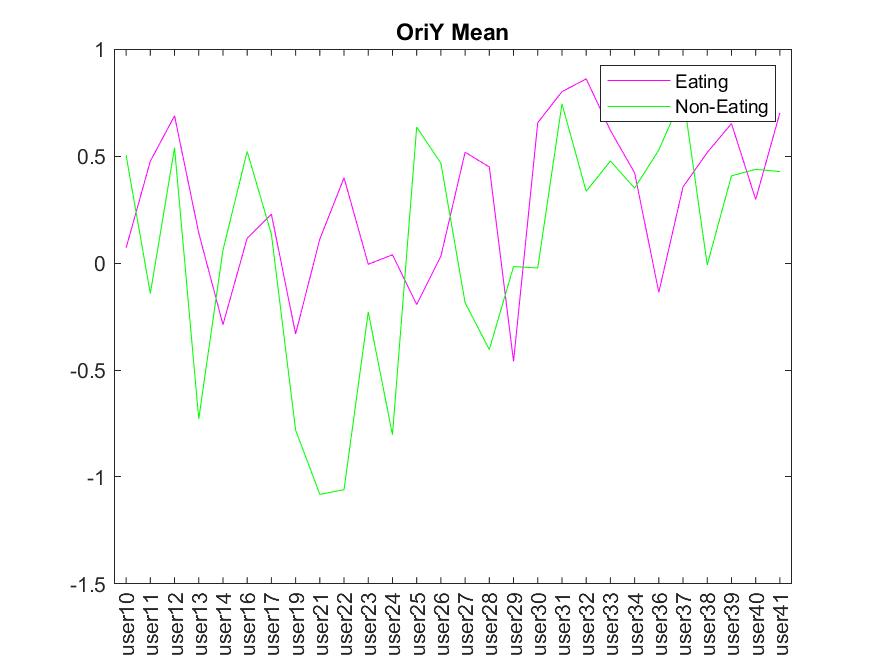 OriY Mean
Eating
Non-Eating
1
0.5
0
-0.5
-1
-1.5
user10
user11
user12
user13
user14
user16
user17
user19
user21
user22
user23
user24
user25
user26
user27
user28
user29
user30
user31
user32
user33
user34
user36
user37
user38
user39
user40
user41